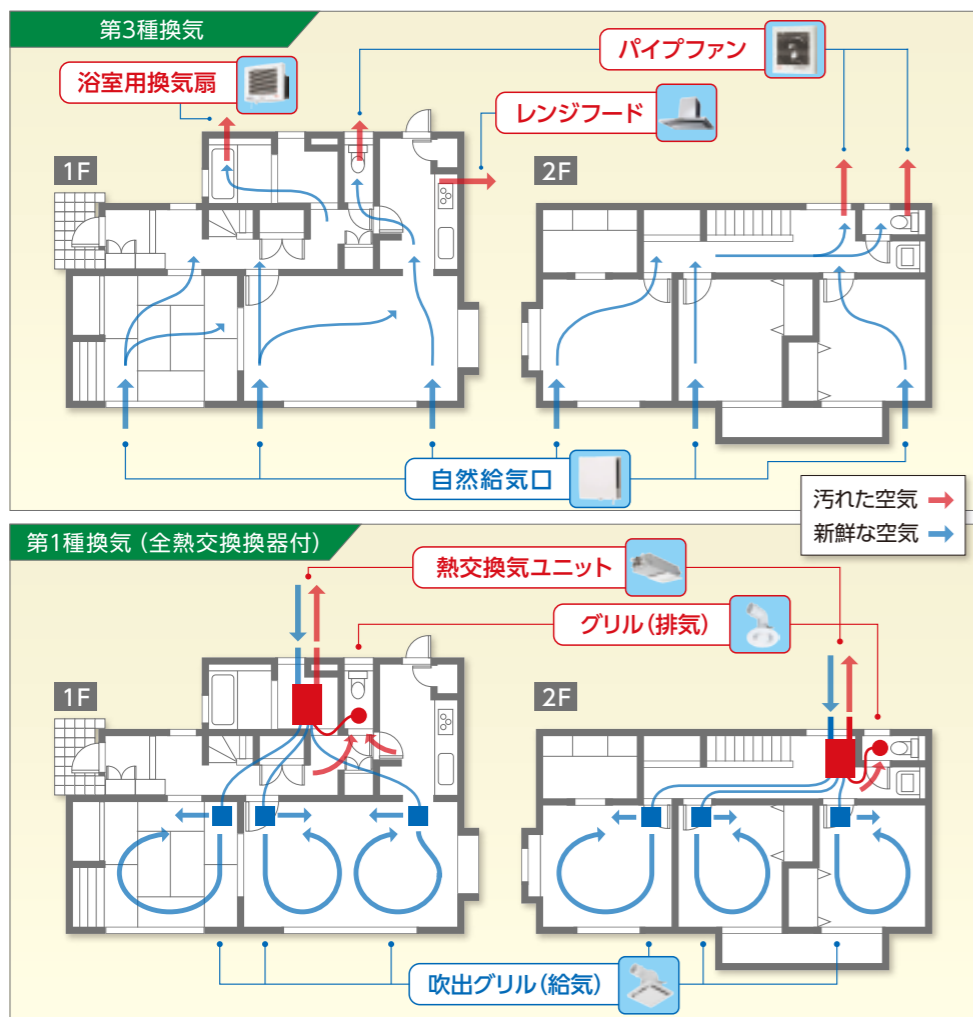 第3種換気
パイプファン
浴室用換気扇
レンジフード
1F
2F
自然給気口
汚れた空気
新鮮な空気
第1種換気（全熱交換換器付）
熱交換気ユニット
グリル（排気）
1F
2F
吹出グリル（給気）